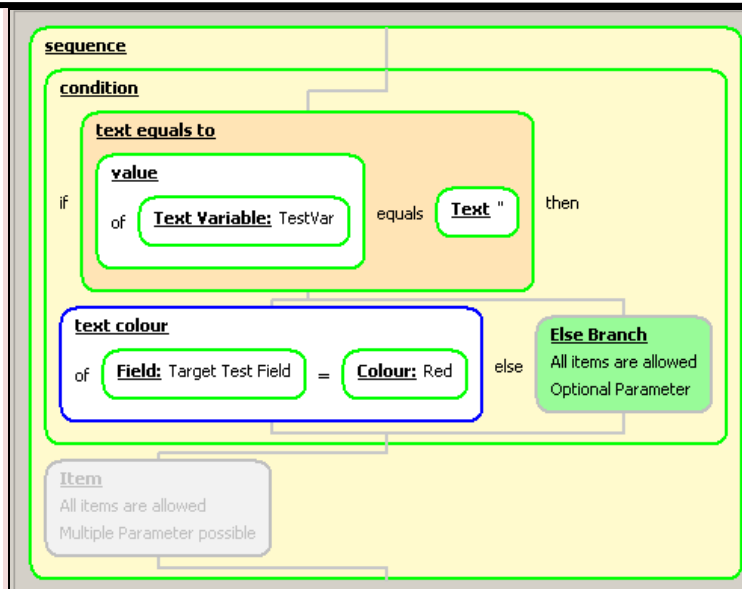 sequence
condition
text equals to
value
if of Text Variable: TestVar equals Text '' then
text colour
of Field: Target Test Field = Colour: Red else
Else Branch
All items are allowed
Optional Parameter
Item
All items are allowed
Multiple Parameter possible